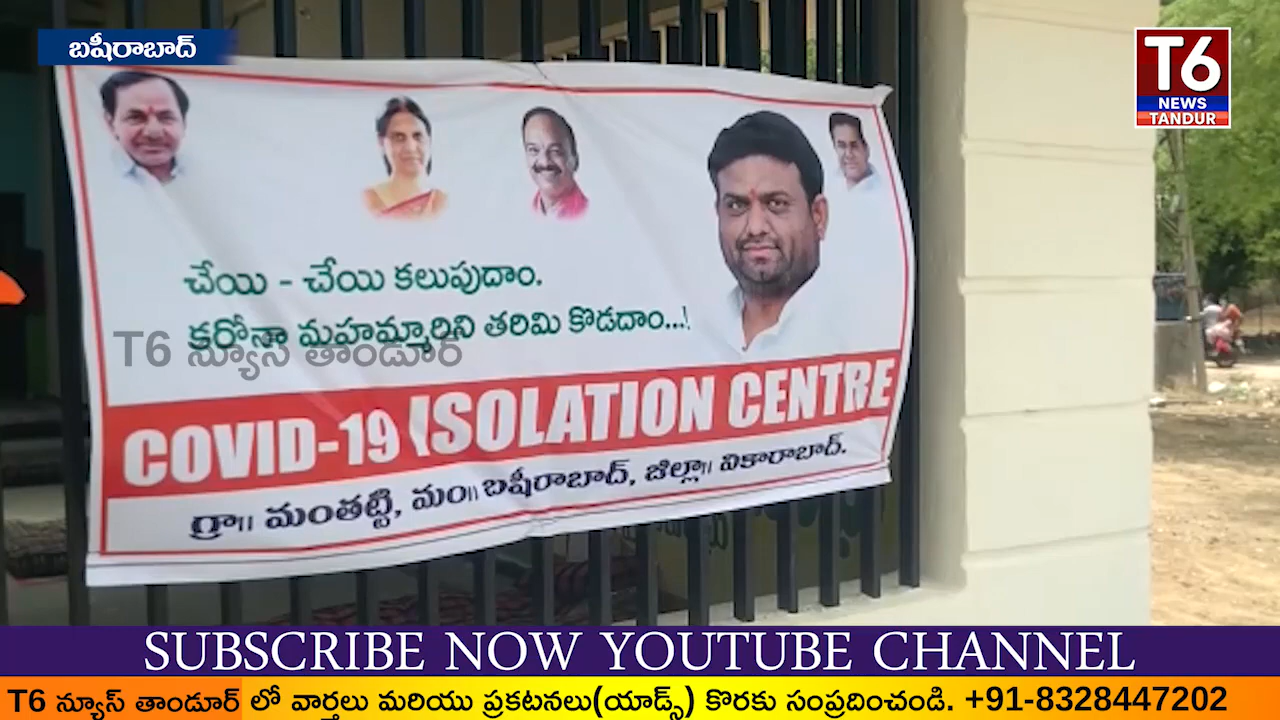 బషీరాబాద్
T6
NEWS
TANDUR
చేయి - చేయి కలుపుదాం.
కరోనా మహమ్మారిని తరిమి కొడదాం...!
T6 న్యూస్ తాండూర్
COVID-19 ISOLATION CENTRE
గ్రా॥ మంతట్టి, మం॥ బషీరాబాద్, జిల్లా॥ వికారాబాద్.
SUBSCRIBE NOW YOUTUBE CHANNEL
T6 న్యూస్ తాండూర్ లో వార్తలు మరియు ప్రకటనలు(యాడ్స్) కొరకు సంప్రదించండి. +91-8328447202